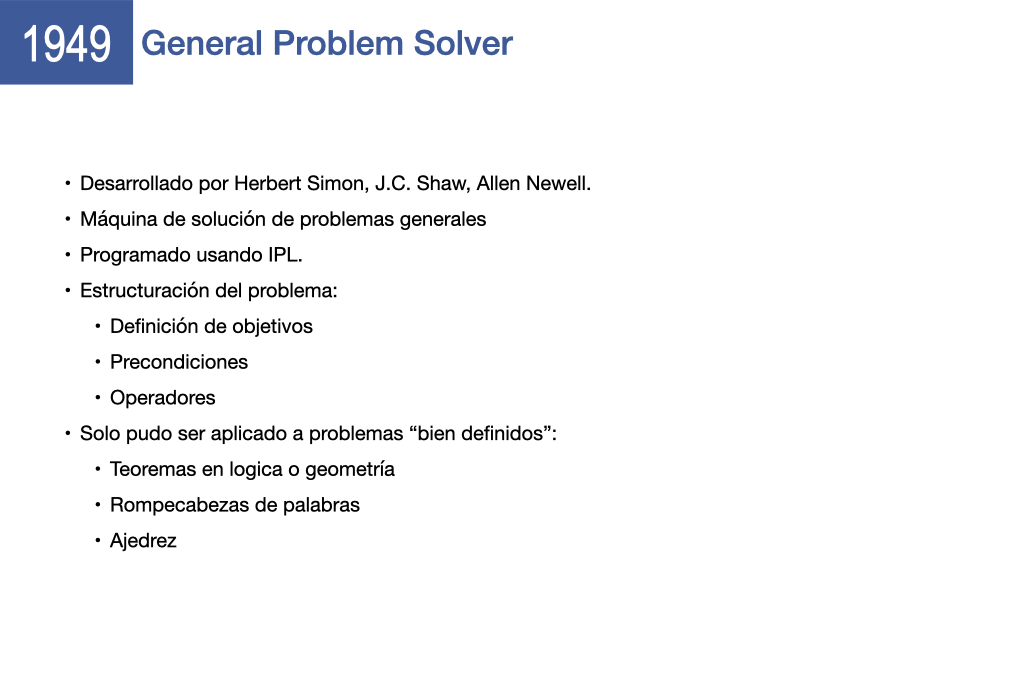 1949 General Problem Solver
• Desarrollado por Herbert Simon, J.C. Shaw, Allen Newell.
• Máquina de solución de problemas generales
• Programado usando IPL.
• Estructuración del problema:
• Definición de objetivos
• Precondiciones
• Operadores
• Solo pudo ser aplicado a problemas “bien definidos”:
• Teoremas en logica o geometría
• Rompecabezas de palabras
• Ajedrez